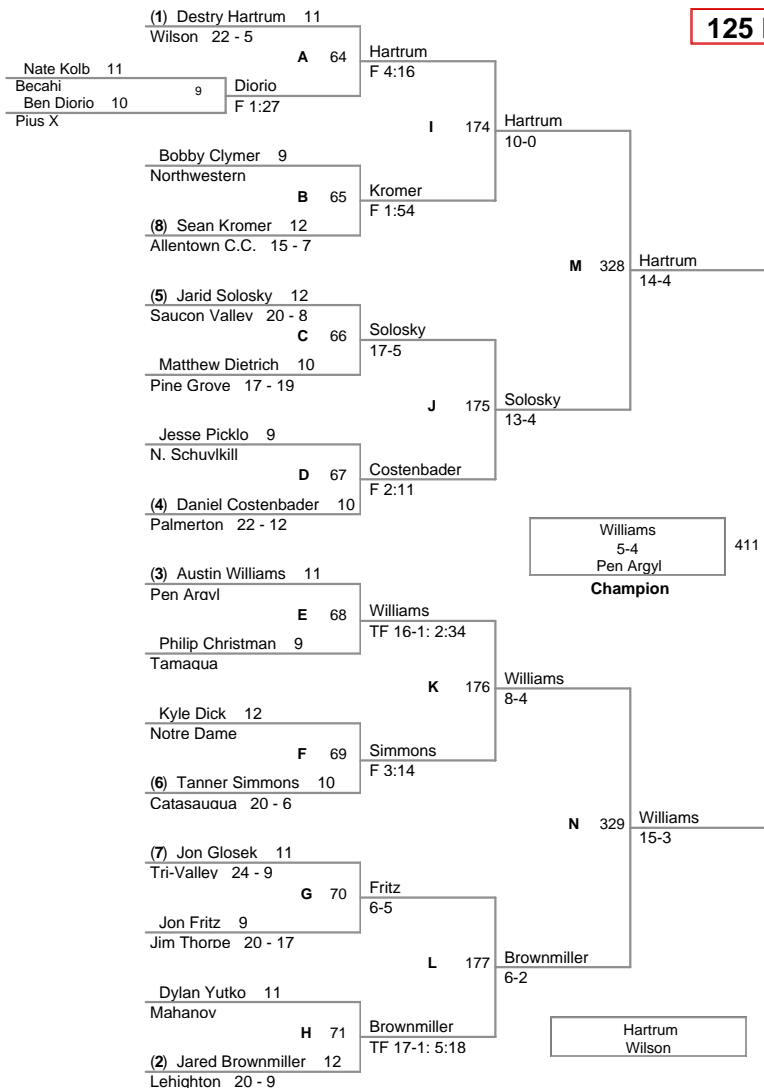 (1) Destry Hartrum 11
125
Wilson 22 - 5
A 64
Hartrum
F 4:16
Nate Kolb 11
Becahi
9
Diorio
F 1:27
Ben Diorio 10
Pius X
I 174
Hartrum
10-0
Bobby Clymer 9
Northwestern
B 65
Kromer
F 1:54
(8) Sean Kromer 12
Allentown C.C. 15 - 7
M 328
Hartrum
14-4
(5) Jarid Solosky 12
Saucon Valley 20 - 8
C 66
Solosky
17-5
Matthew Dietrich 10
Pine Grove 17 - 19
J 175
Solosky
13-4
Jesse Picklo 9
N. Schuylkill
D 67
Costenbader
F 2:11
(4) Daniel Costenbader 10
Palmerton 22 - 12
Williams
5-4
Pen Argyl
411
Champion
(3) Austin Williams 11
Pen Argyl
E 68
Williams
TF 16-1: 2:34
Philip Christman 9
Tamaqua
K 176
Williams
8-4
Kyle Dick 12
Notre Dame
F 69
Simmons
F 3:14
(6) Tanner Simmons 10
Catasauqua 20 - 6
N 329
Williams
15-3
(7) Jon Glosek 11
Tri-Valley 24 - 9
G 70
Fritz
6-5
Jon Fritz 9
Jim Thorpe 20 - 17
L 177
Brownmiller
6-2
Dylan Yutko 11
Mahanoy
H 71
Brownmiller
TF 17-1: 5:18
(2) Jared Brownmiller 12
Lehighton 20 - 9
Hartrum
Wilson